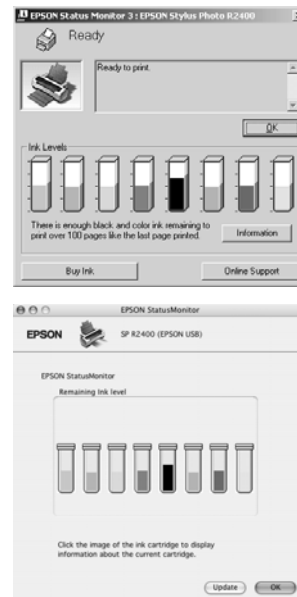 EPSON Status Monitor 3 : EPSON Stylus Photo R2400
Ready
Ready to print.
OK
Ink Levels
There is enough black and color ink remaining to
print over 100 pages like the last page printed.
Information
Buy Ink
Online Support
EPSON StatusMonitor
EPSON
SP R2400 (EPSON USB)
EPSON StatusMonitor
Remaining Ink level
Click the image of the ink cartridge to display
information about the current cartridge.
Update
OK